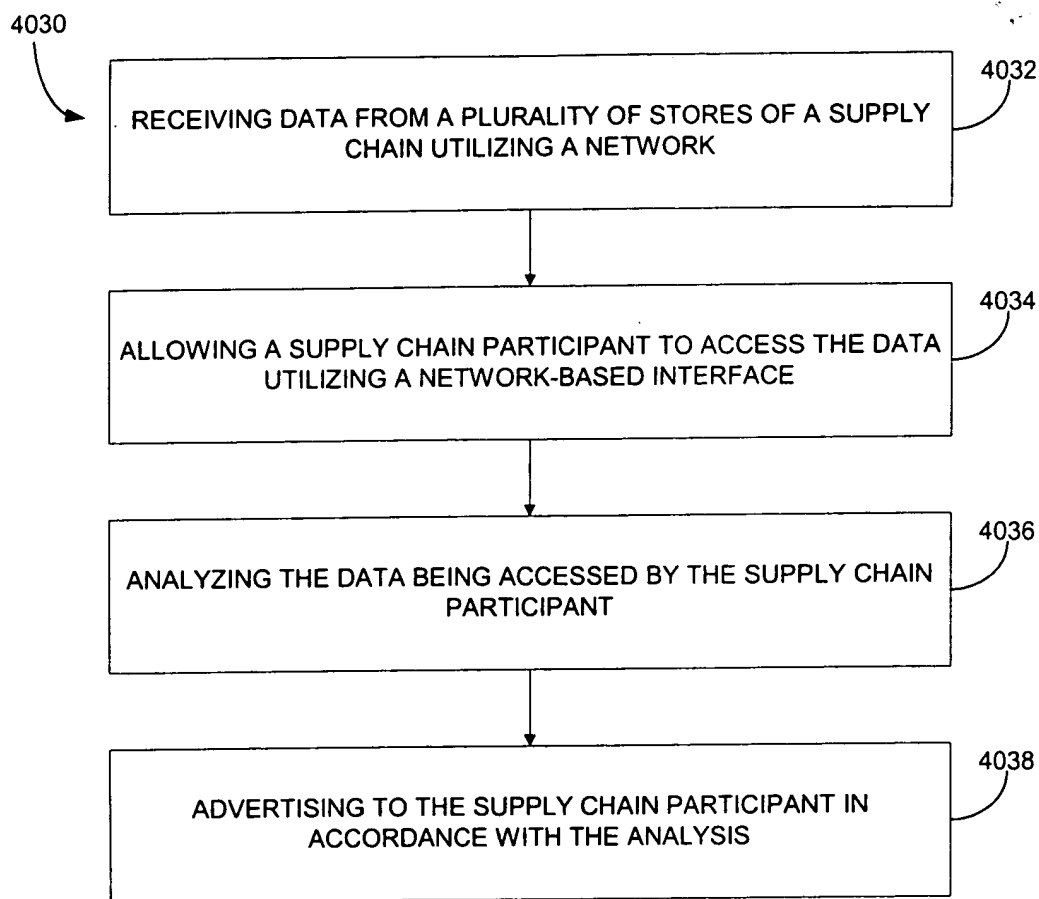 4030
4032
RECEIVING DATA FROM A PLURALITY OF STORES OF A SUPPLY
CHAIN UTILIZING A NETWORK
4034
ALLOWING A SUPPLY CHAIN PARTICIPANT TO ACCESS THE DATA
UTILIZING A NETWORK-BASED INTERFACE
4036
ANALYZING THE DATA BEING ACCESSED BY THE SUPPLY CHAIN
PARTICIPANT
4038
ADVERTISING TO THE SUPPLY CHAIN PARTICIPANT IN
ACCORDANCE WITH THE ANALYSIS